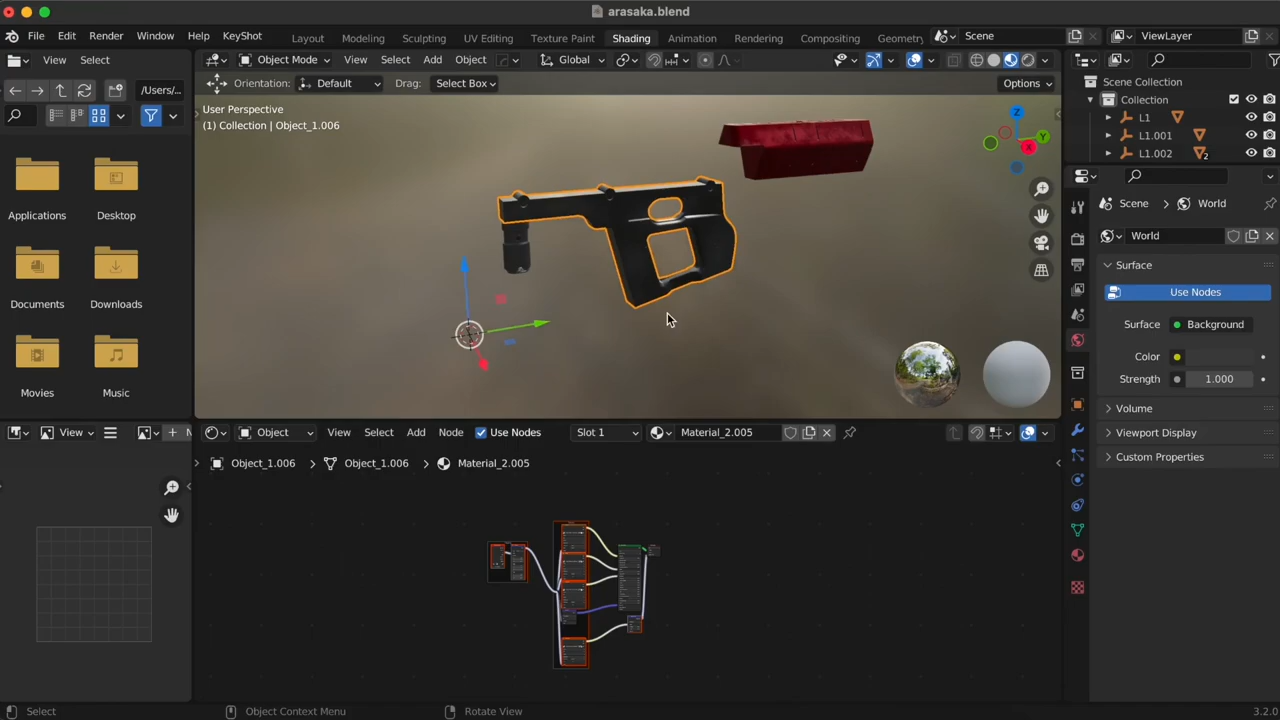 arasaka.blend
File Edit Render Window Help KeyShot
Layout Modeling Sculpting UV Editing Texture Paint Shading Animation Rendering Compositing Geometry
Scene
ViewLayer
View Select
Object Mode View Select Add Object
Global
/Users/...
Orientation: Default Drag: Select Box
Options
User Perspective
(1) Collection | Object_1.006
Z
Y
X
Scene Collection
Collection
L1
L1.001
L1.002
2
Applications Desktop
Documents Downloads
Movies Music
Scene > World
World
Surface
Use Nodes
Surface Background
Color
Strength 1.000
Volume
Viewport Display
Custom Properties
View
Object View Select Add Node Use Nodes
Slot 1
Material_2.005
Object_1.006 > Object_1.006 > Material_2.005
Select
Object Context Menu
Rotate View
3.2.0